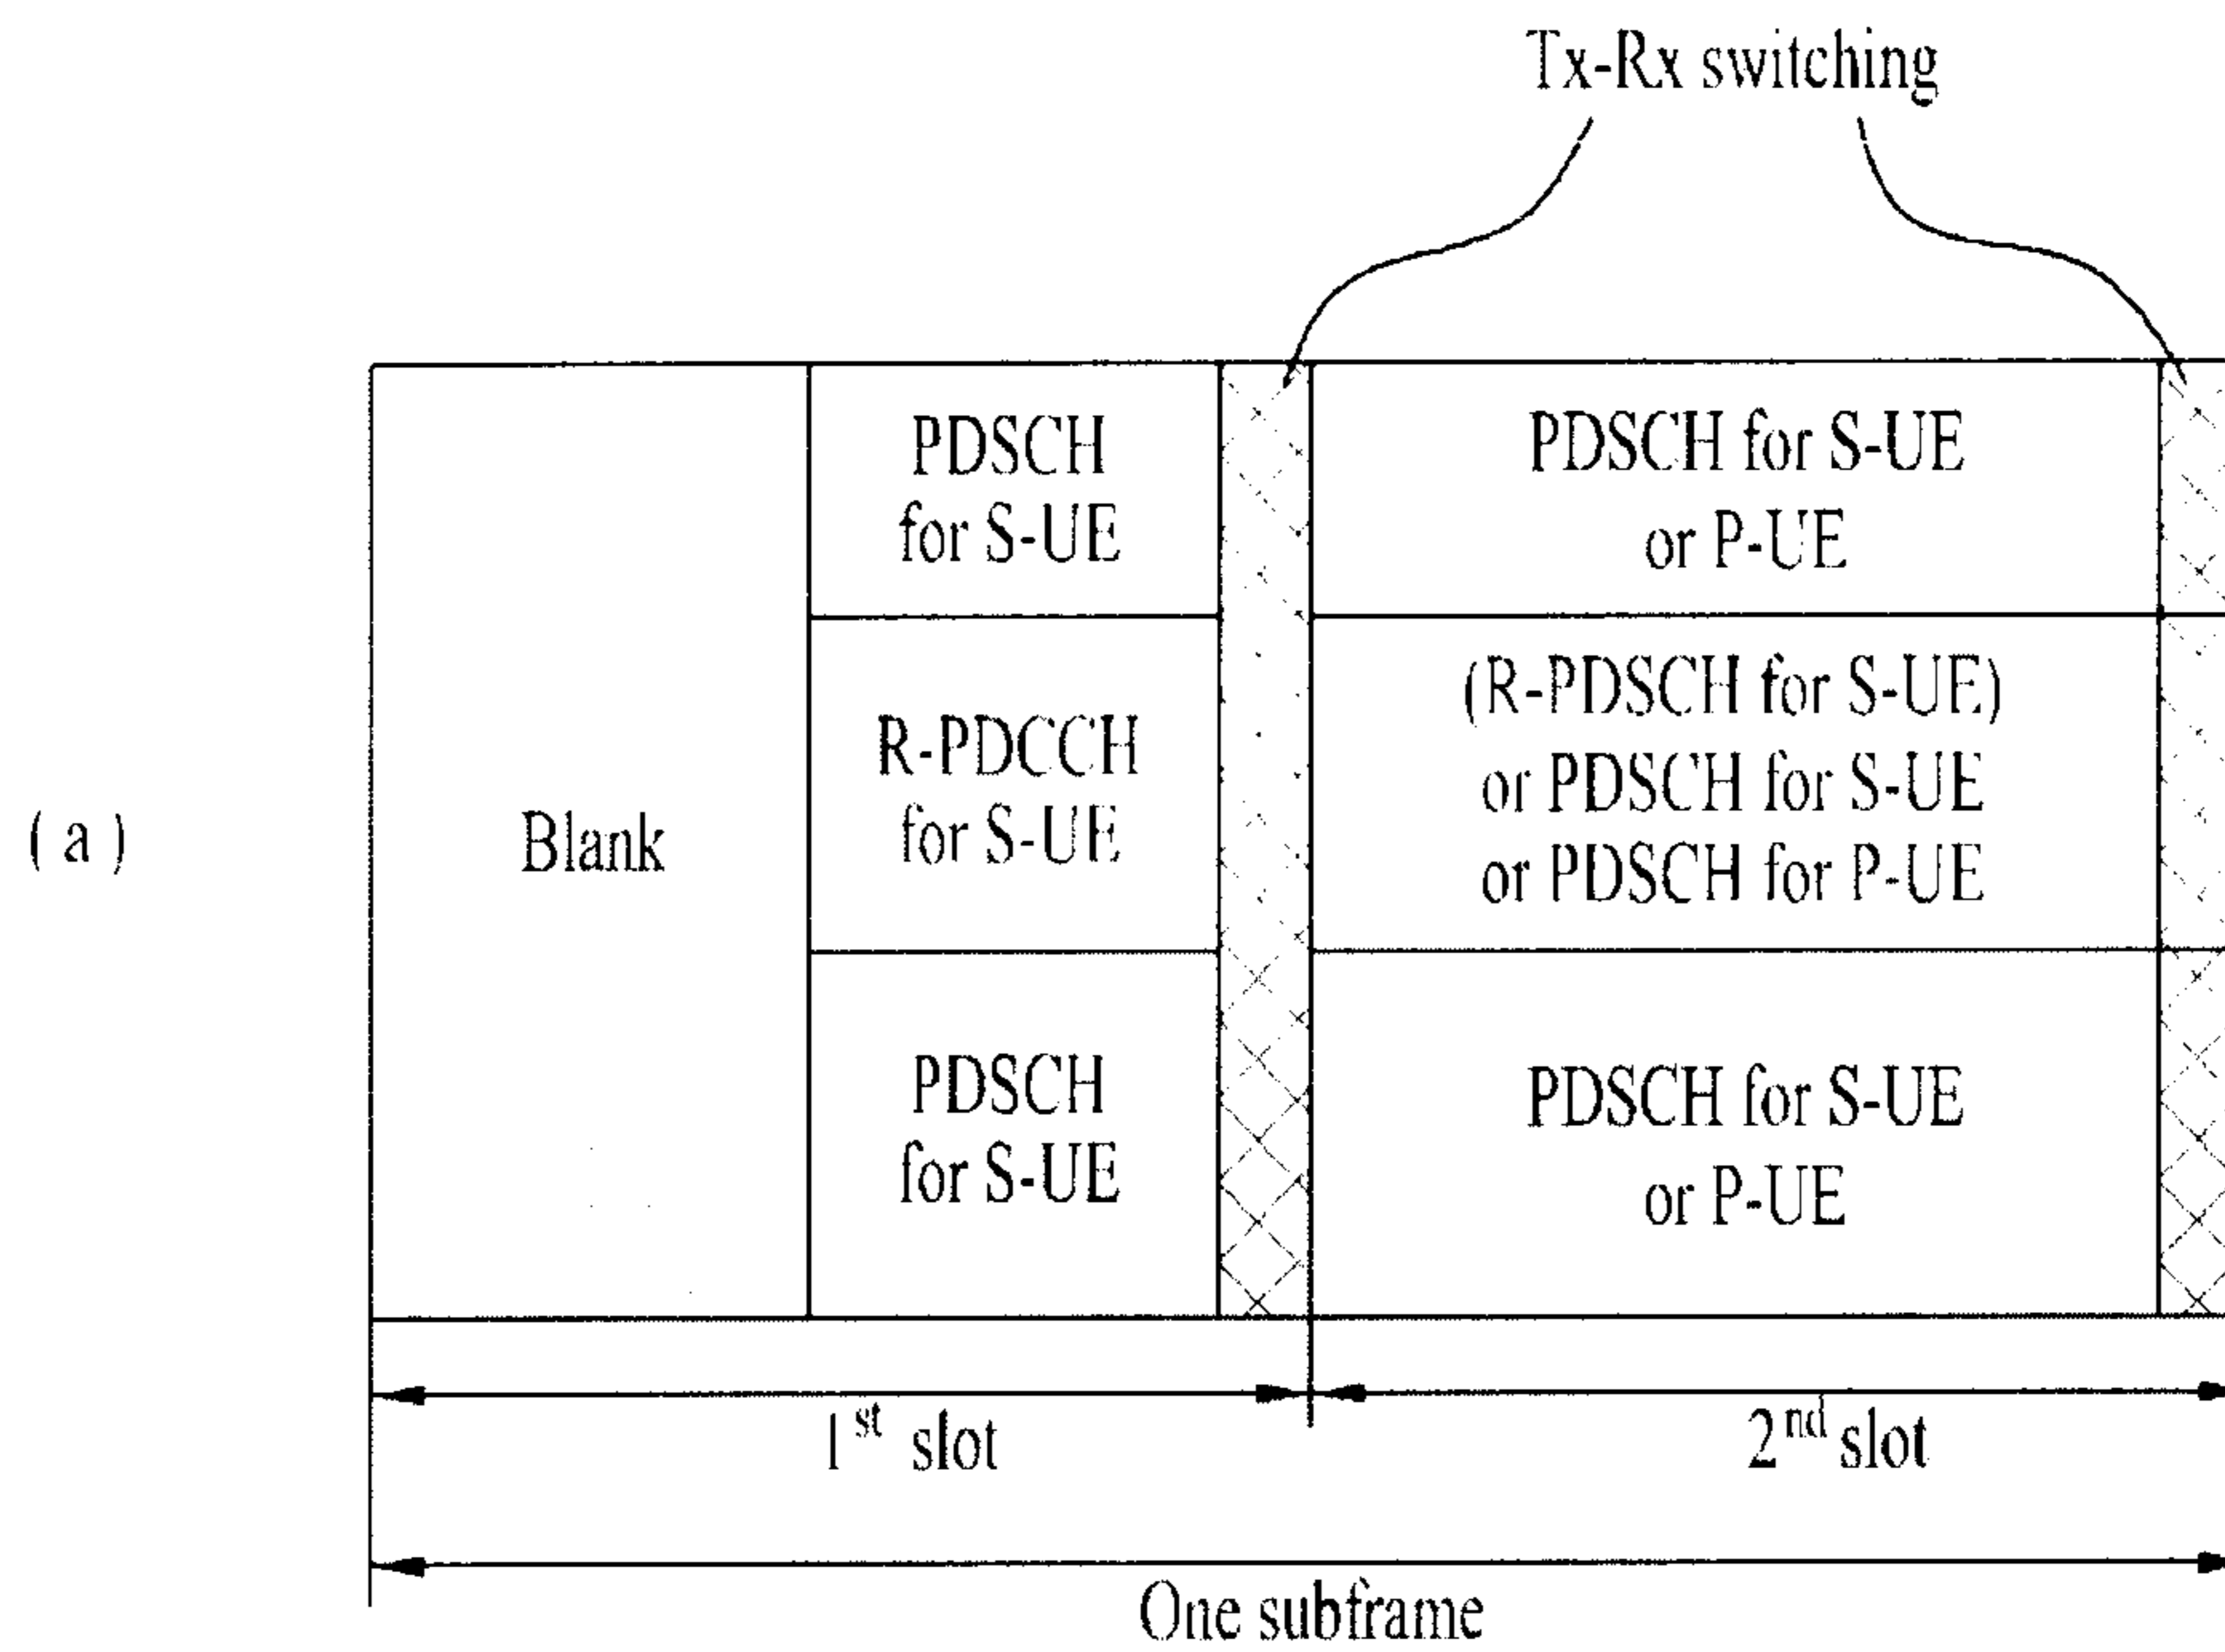 Tx-Rx switching
PDSCH
for S-UE
PDSCH for S-UE
or P-UE
(a)
Blank
R-PDCCH
for S-UE
(R-PDSCH for S-UE)
or PDSCH for S-UE
or PDSCH for P-UE
PDSCH
for S-UE
PDSCH for S-UE
or P-UE
1st slot
2nd slot
One subframe